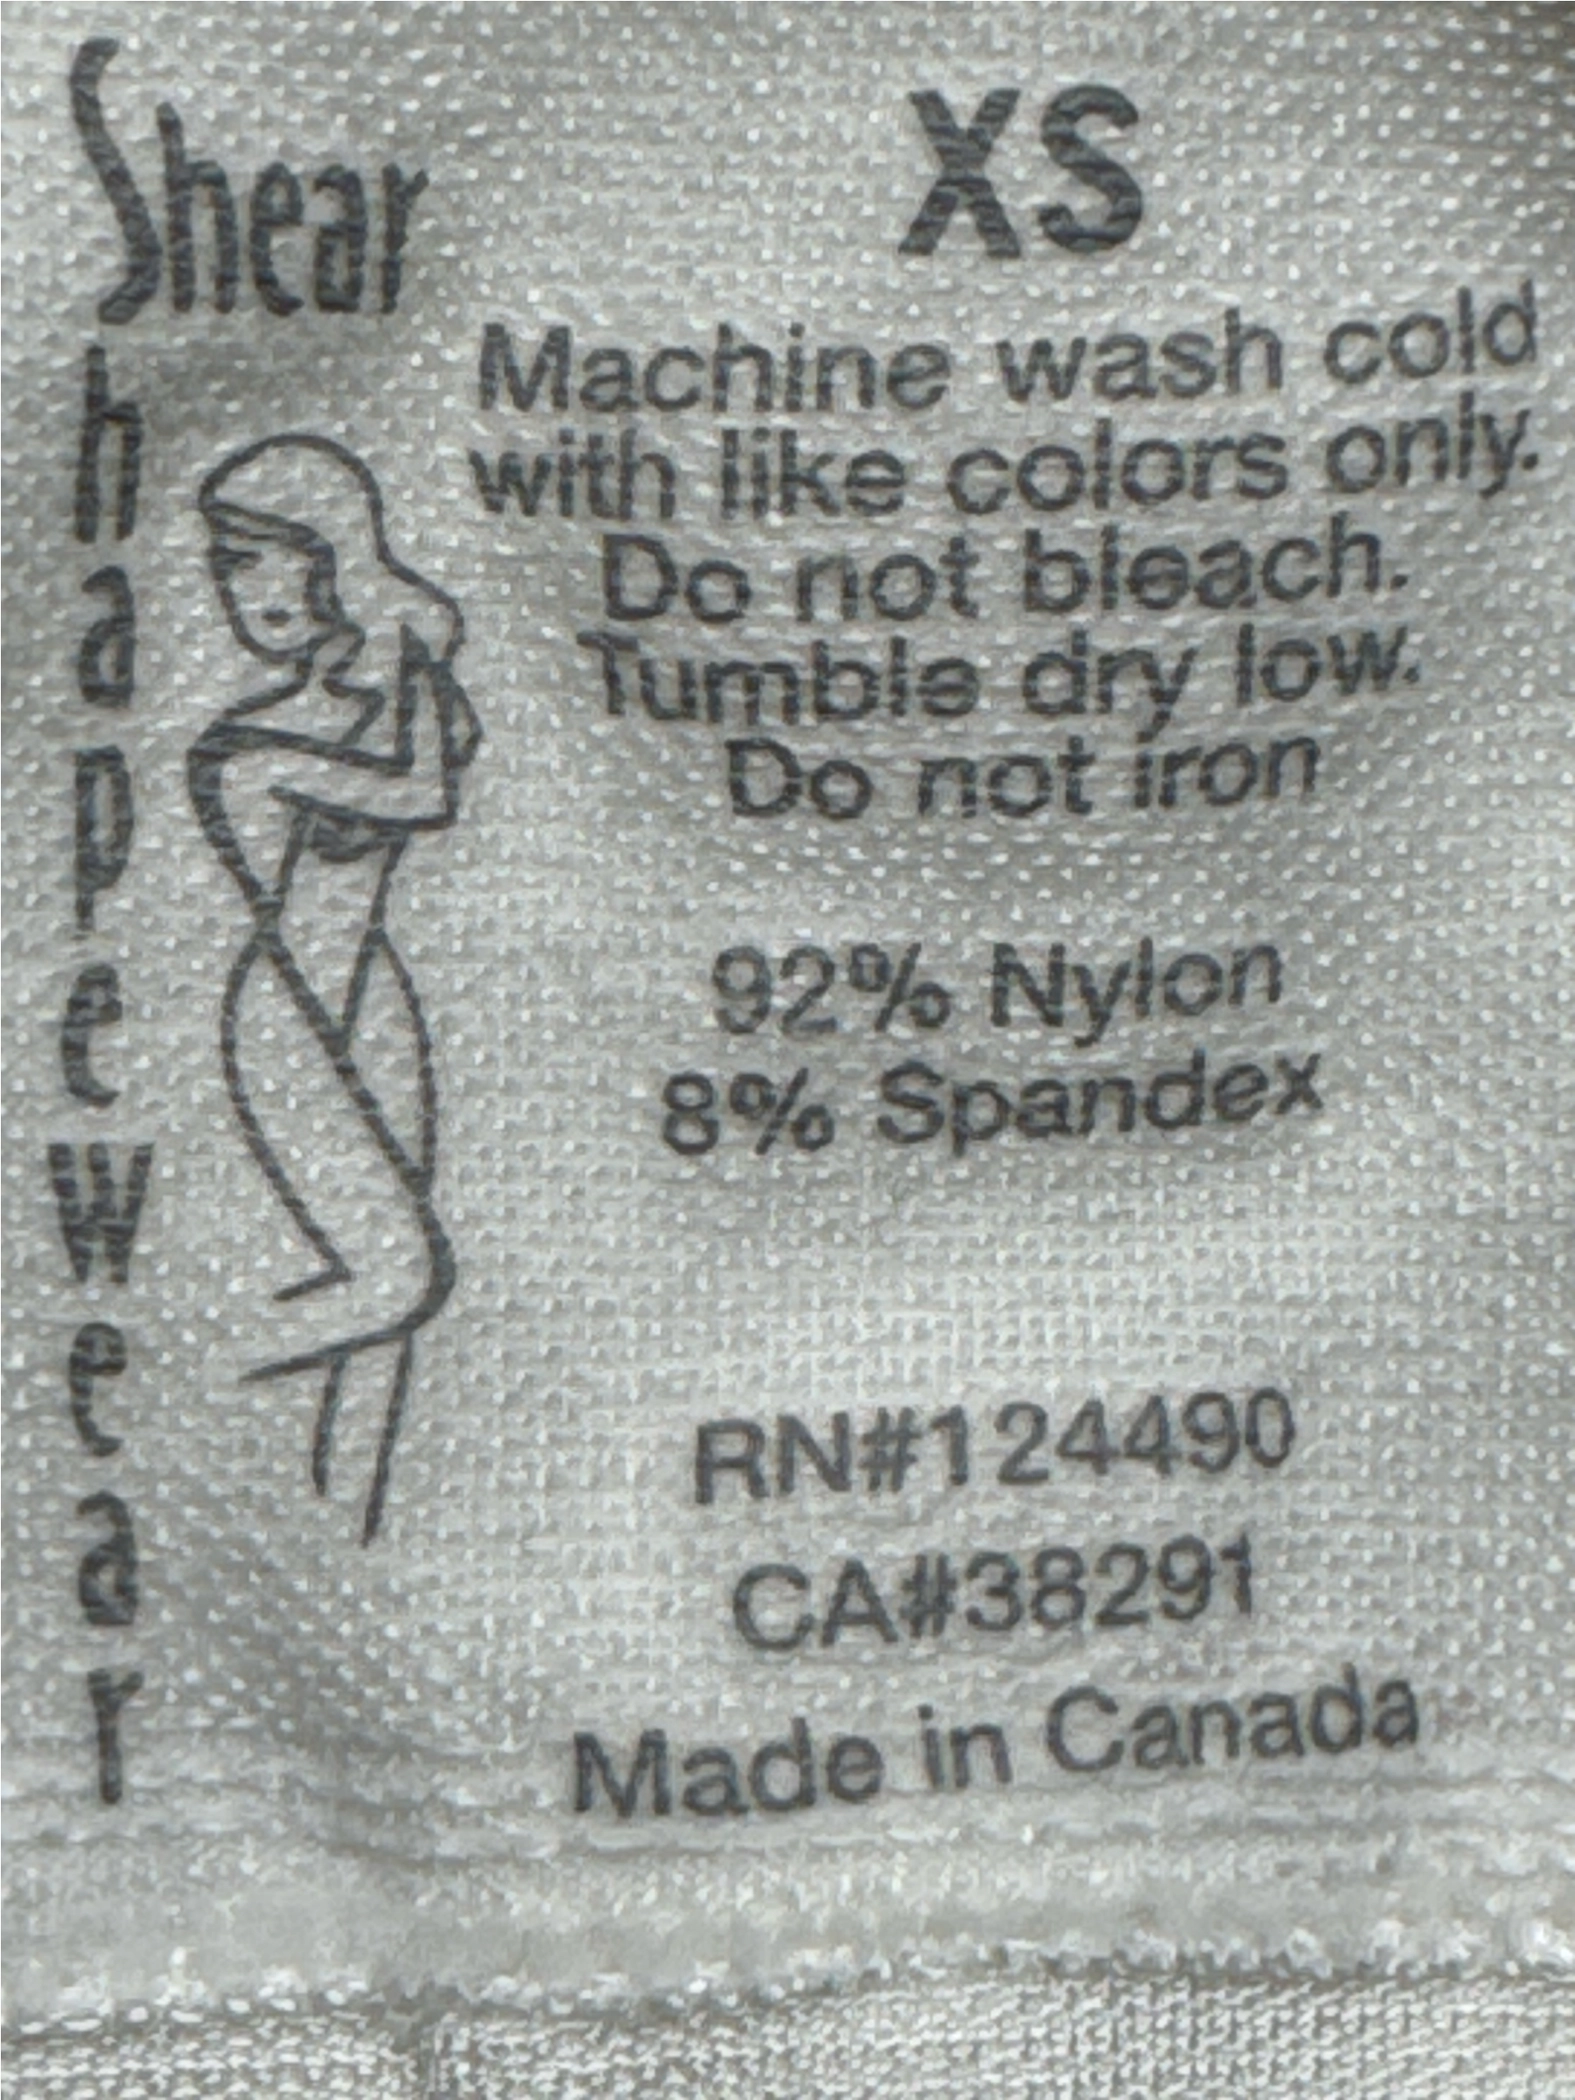 Shear
Shapewear
XS
Machine wash cold
with like colors only.
Do not bleach.
Tumble dry low.
Do not iron
92% Nylon
8% Spandex
RN#124490
CA#38291
Made in Canada